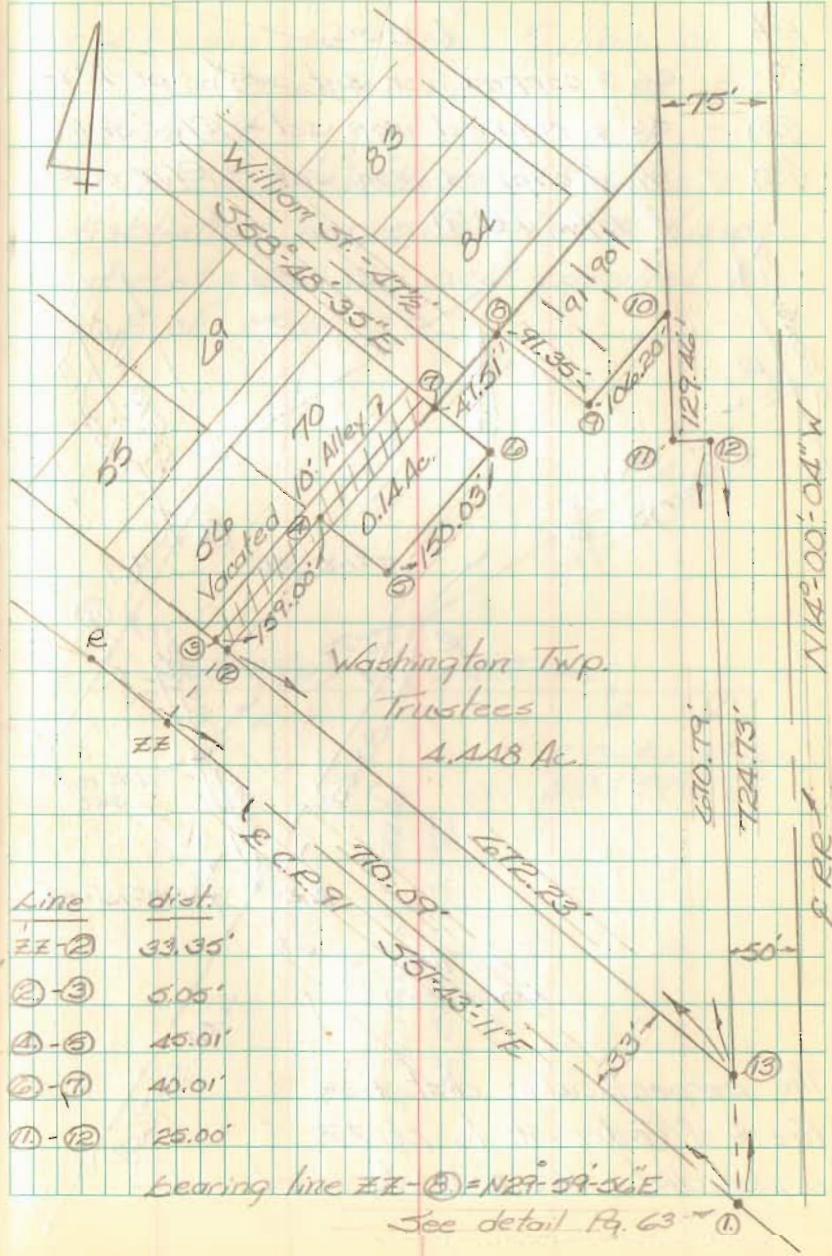 75'
83
William St. - 47½'
S58°-48'-35"E
84
90
91
⑩
⑧
91.35'
106.20'
129.46'
69
⑦
47.51'
⑨
70
⑥
⑪
⑫
55
56
Vacated 10' Alley?
0.14 Ac.
④
150.03'
⑤
159.00'
③
②
R
ZZ
Washington Twp.
Trustees
4.448 Ac.
N14°-00'-04"W
670.79'
724.73'
℄ RR
℄ C.R. 91
710.09'
672.23'
S51°-43'-11"E
50'
33'
⑬
Line dist.
ZZ-② 33.35'
②-③ 5.05'
④-⑤ 45.01'
⑥-⑦ 40.01'
⑪-⑫ 25.00'
bearing line ZZ-⑧ = N29°-59'-56"E
See detail Pg. 63
①